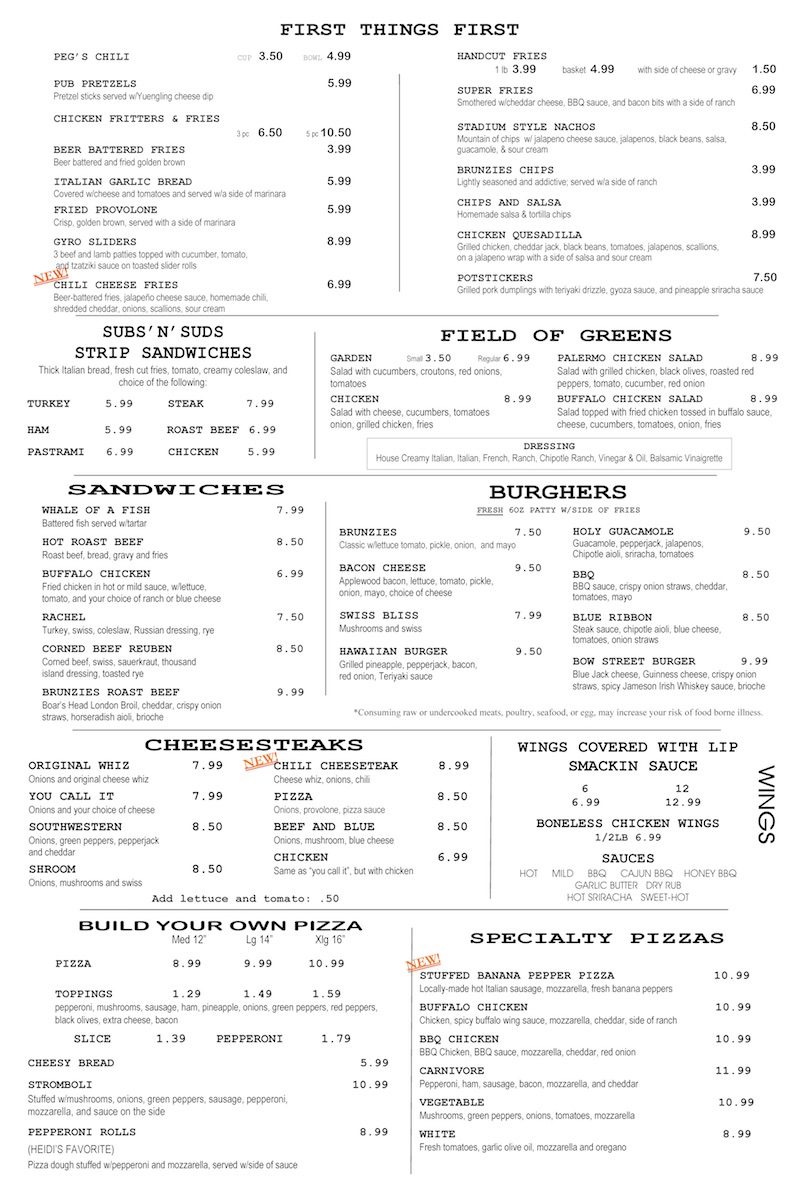 FIRST THINGS FIRST
PEG'S CHILI CUP 3.50 BOWL 4.99
PUB PRETZELS 5.99
Pretzel sticks served w/Yuengling cheese dip
CHICKEN FRITTERS & FRIES
3 pc 6.50 5 pc 10.50
BEER BATTERED FRIES 3.99
Beer battered and fried golden brown
ITALIAN GARLIC BREAD 5.99
Covered w/cheese and tomatoes and served w/a side of marinara
FRIED PROVOLONE 5.99
Crisp, golden brown, served with a side of marinara
GYRO SLIDERS 8.99
3 beef and lamb patties topped with cucumber, tomato,
and tzatziki sauce on toasted slider rolls
NEW!
CHILI CHEESE FRIES 6.99
Beer-battered fries, jalapeño cheese sauce, homemade chili,
shredded cheddar, onions, scallions, sour cream
HANDCUT FRIES
1 lb 3.99 basket 4.99 with side of cheese or gravy 1.50
SUPER FRIES 6.99
Smothered w/cheddar cheese, BBQ sauce, and bacon bits with a side of ranch
STADIUM STYLE NACHOS 8.50
Mountain of chips w/ jalapeno cheese sauce, jalapenos, black beans, salsa,
guacamole, & sour cream
BRUNZIES CHIPS 3.99
Lightly seasoned and addictive; served w/a side of ranch
CHIPS AND SALSA 3.99
Homemade salsa & tortilla chips
CHICKEN QUESADILLA 8.99
Grilled chicken, cheddar jack, black beans, tomatoes, jalapenos, scallions,
on a jalapeno wrap with a side of salsa and sour cream
POTSTICKERS 7.50
Grilled pork dumplings with teriyaki drizzle, gyoza sauce, and pineapple sriracha sauce
SUBS'N'SUDS
STRIP SANDWICHES
Thick Italian bread, fresh cut fries, tomato, creamy coleslaw, and
choice of the following:
TURKEY 5.99 STEAK 7.99
HAM 5.99 ROAST BEEF 6.99
PASTRAMI 6.99 CHICKEN 5.99
FIELD OF GREENS
GARDEN Small 3.50 Regular 6.99
Salad with cucumbers, croutons, red onions,
tomatoes
CHICKEN 8.99
Salad with cheese, cucumbers, tomatoes
onion, grilled chicken, fries
PALERMO CHICKEN SALAD 8.99
Salad with grilled chicken, black olives, roasted red
peppers, tomato, cucumber, red onion
BUFFALO CHICKEN SALAD 8.99
Salad topped with fried chicken tossed in buffalo sauce,
cheese, cucumbers, tomatoes, onion, fries
DRESSING
House Creamy Italian, Italian, French, Ranch, Chipotle Ranch, Vinegar & Oil, Balsamic Vinaigrette
SANDWICHES
WHALE OF A FISH 7.99
Battered fish served w/tartar
HOT ROAST BEEF 8.50
Roast beef, bread, gravy and fries
BUFFALO CHICKEN 6.99
Fried chicken in hot or mild sauce, w/lettuce,
tomato, and your choice of ranch or blue cheese
RACHEL 7.50
Turkey, swiss, coleslaw, Russian dressing, rye
CORNED BEEF REUBEN 8.50
Corned beef, swiss, sauerkraut, thousand
island dressing, toasted rye
BRUNZIES ROAST BEEF 9.99
Boar's Head London Broil, cheddar, crispy onion
straws, horseradish aioli, brioche
BURGHERS
FRESH 6OZ PATTY W/SIDE OF FRIES
BRUNZIES 7.50
Classic w/lettuce tomato, pickle, onion, and mayo
BACON CHEESE 9.50
Applewood bacon, lettuce, tomato, pickle,
onion, mayo, choice of cheese
SWISS BLISS 7.99
Mushrooms and swiss
HAWAIIAN BURGER 9.50
Grilled pineapple, pepperjack, bacon,
red onion, Teriyaki sauce
HOLY GUACAMOLE 9.50
Guacamole, pepperjack, jalapenos,
Chipotle aioli, sriracha, tomatoes
BBQ 8.50
BBQ sauce, crispy onion straws, cheddar,
tomatoes, mayo
BLUE RIBBON 8.50
Steak sauce, chipotle aioli, blue cheese,
tomatoes, onion straws
BOW STREET BURGER 9.99
Blue Jack cheese, Guinness cheese, crispy onion
straws, spicy Jameson Irish Whiskey sauce, brioche
*Consuming raw or undercooked meats, poultry, seafood, or egg, may increase your risk of food borne illness.
CHEESESTEAKS
ORIGINAL WHIZ 7.99
Onions and original cheese whiz
YOU CALL IT 7.99
Onions and your choice of cheese
SOUTHWESTERN 8.50
Onions, green peppers, pepperjack
and cheddar
SHROOM 8.50
Onions, mushrooms and swiss
NEW!
CHILI CHEESETEAK 8.99
Cheese whiz, onions, chili
PIZZA 8.50
Onions, provolone, pizza sauce
BEEF AND BLUE 8.50
Onions, mushroom, blue cheese
CHICKEN 6.99
Same as "you call it", but with chicken
Add lettuce and tomato: .50
WINGS COVERED WITH LIP
SMACKIN SAUCE
6 12
6.99 12.99
BONELESS CHICKEN WINGS
1/2LB 6.99
SAUCES
HOT MILD BBQ CAJUN BBQ HONEY BBQ
GARLIC BUTTER DRY RUB
HOT SRIRACHA SWEET-HOT
WINGS
BUILD YOUR OWN PIZZA
Med 12" Lg 14" Xlg 16"
PIZZA 8.99 9.99 10.99
TOPPINGS 1.29 1.49 1.59
pepperoni, mushrooms, sausage, ham, pineapple, onions, green peppers, red peppers,
black olives, extra cheese, bacon
SLICE 1.39 PEPPERONI 1.79
CHEESY BREAD 5.99
STROMBOLI 10.99
Stuffed w/mushrooms, onions, green peppers, sausage, pepperoni,
mozzarella, and sauce on the side
PEPPERONI ROLLS 8.99
(HEIDI'S FAVORITE)
Pizza dough stuffed w/pepperoni and mozzarella, served w/side of sauce
SPECIALTY PIZZAS
NEW!
STUFFED BANANA PEPPER PIZZA 10.99
Locally-made hot Italian sausage, mozzarella, fresh banana peppers
BUFFALO CHICKEN 10.99
Chicken, spicy buffalo wing sauce, mozzarella, cheddar, side of ranch
BBQ CHICKEN 10.99
BBQ Chicken, BBQ sauce, mozzarella, cheddar, red onion
CARNIVORE 11.99
Pepperoni, ham, sausage, bacon, mozzarella, and cheddar
VEGETABLE 10.99
Mushrooms, green peppers, onions, tomatoes, mozzarella
WHITE 8.99
Fresh tomatoes, garlic olive oil, mozzarella and oregano